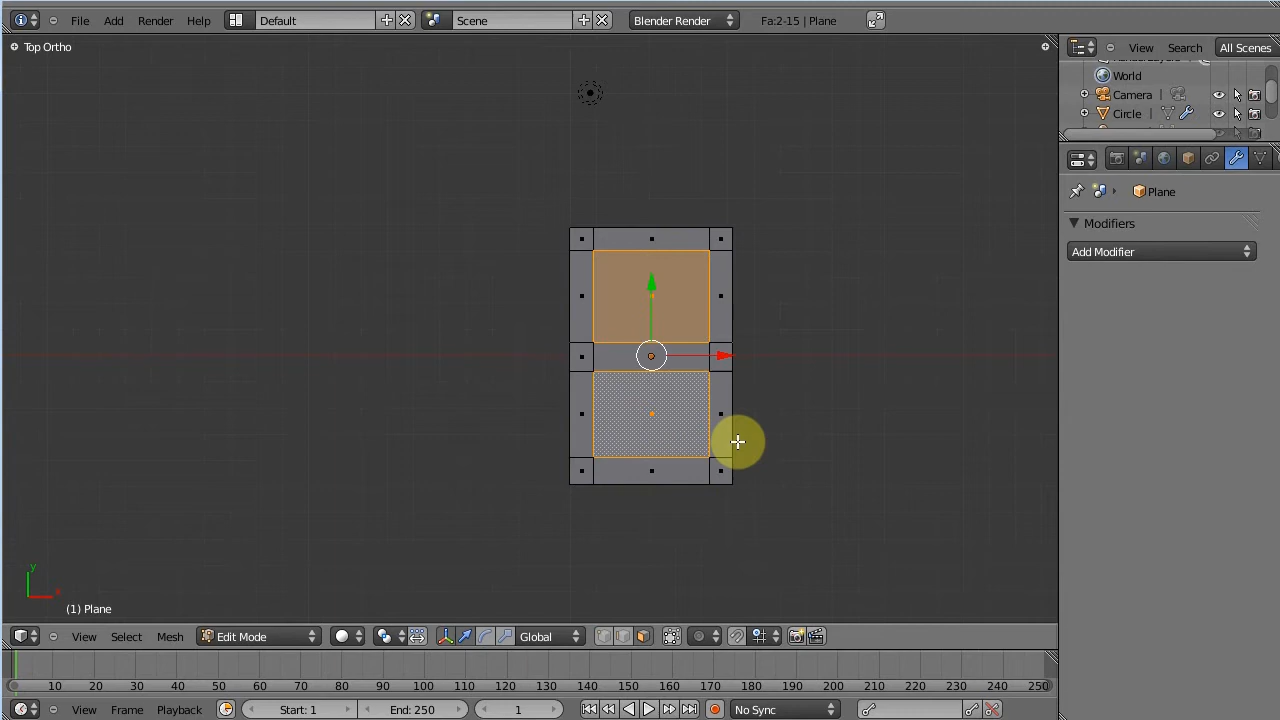 File Add Render Help Default Scene Blender Render Fa:2-15 | Plane
View Search All Scenes
Top Ortho
World
Camera
Circle
Plane
Modifiers
Add Modifier
y
x
(1) Plane
View Select Mesh Edit Mode Global
10 20 30 40 50 60 70 80 90 100 110 120 130 140 150 160 170 180 190 200 210 220 230 240 250
View Frame Playback Start: 1 End: 250 1 No Sync